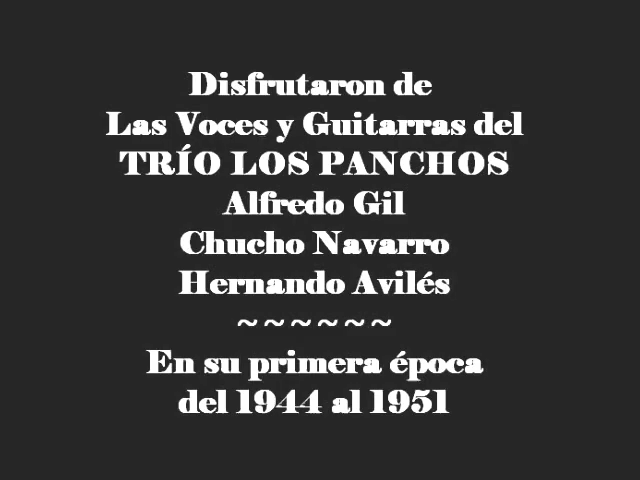 Disfrutaron de
Las Voces y Guitarras del
TRÍO LOS PANCHOS
Alfredo Gil
Chucho Navarro
Hernando Avilés
~ ~ ~ ~ ~ ~
En su primera época
del 1944 al 1951